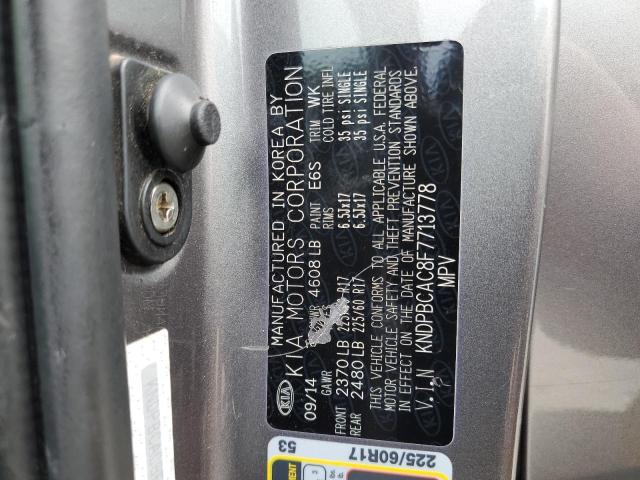 KIA
MANUFACTURED IN KOREA BY
KIA MOTORS CORPORATION
09/14 4608 LB PAINT E6S TRIM WK
GAWR RIMS COLD TIRE INFL
FRONT 2370 LB R17 6.5JX17 35 psi SINGLE
REAR 2480 LB 225/60 R17 6.5JX17 35 psi SINGLE
THIS VEHICLE CONFORMS TO ALL APPLICABLE U.S.A. FEDERAL
MOTOR VEHICLE SAFETY AND THEFT PREVENTION STANDARDS
IN EFFECT ON THE DATE OF MANUFACTURE SHOWN ABOVE.
V.I.N KNDPBCAC8F7713778
MPV
53
225/60R17